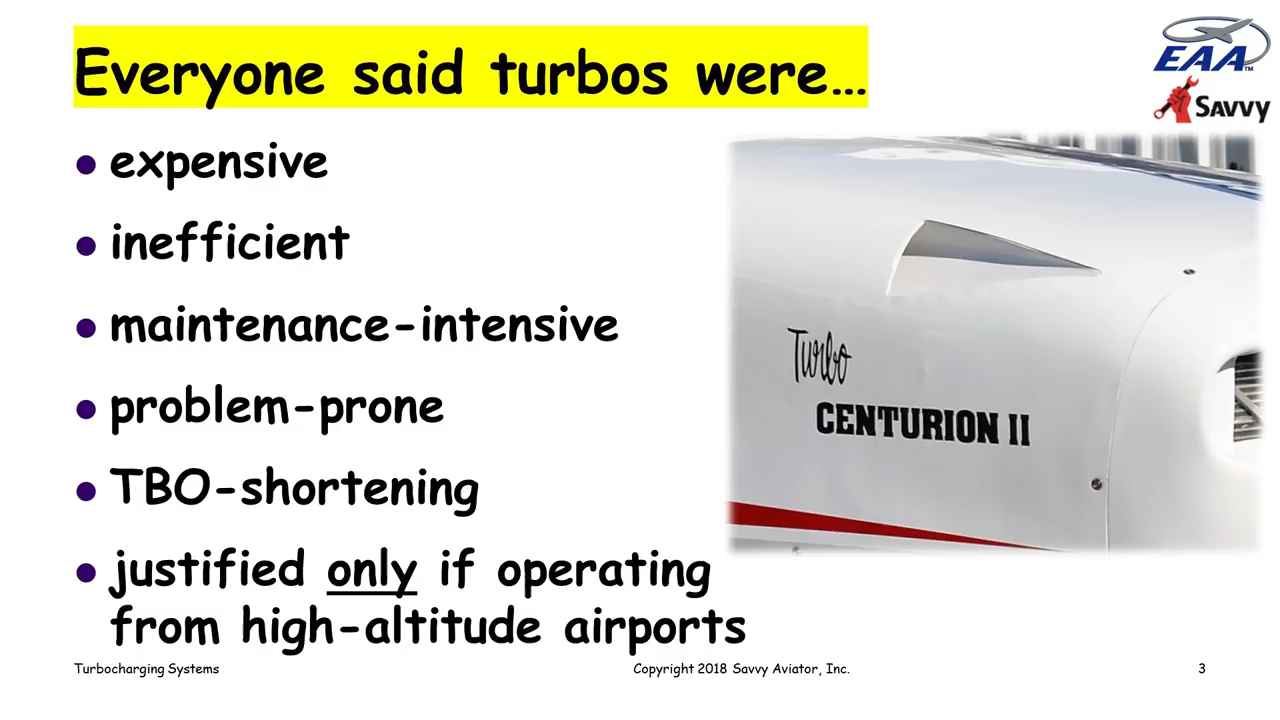 Everyone said turbos were…
EAA™
Savvy
• expensive
• inefficient
• maintenance-intensive
• problem-prone
• TBO-shortening
• justified only if operating
from high-altitude airports
Turbo
CENTURION II
Turbocharging Systems
Copyright 2018 Savvy Aviator, Inc.
3